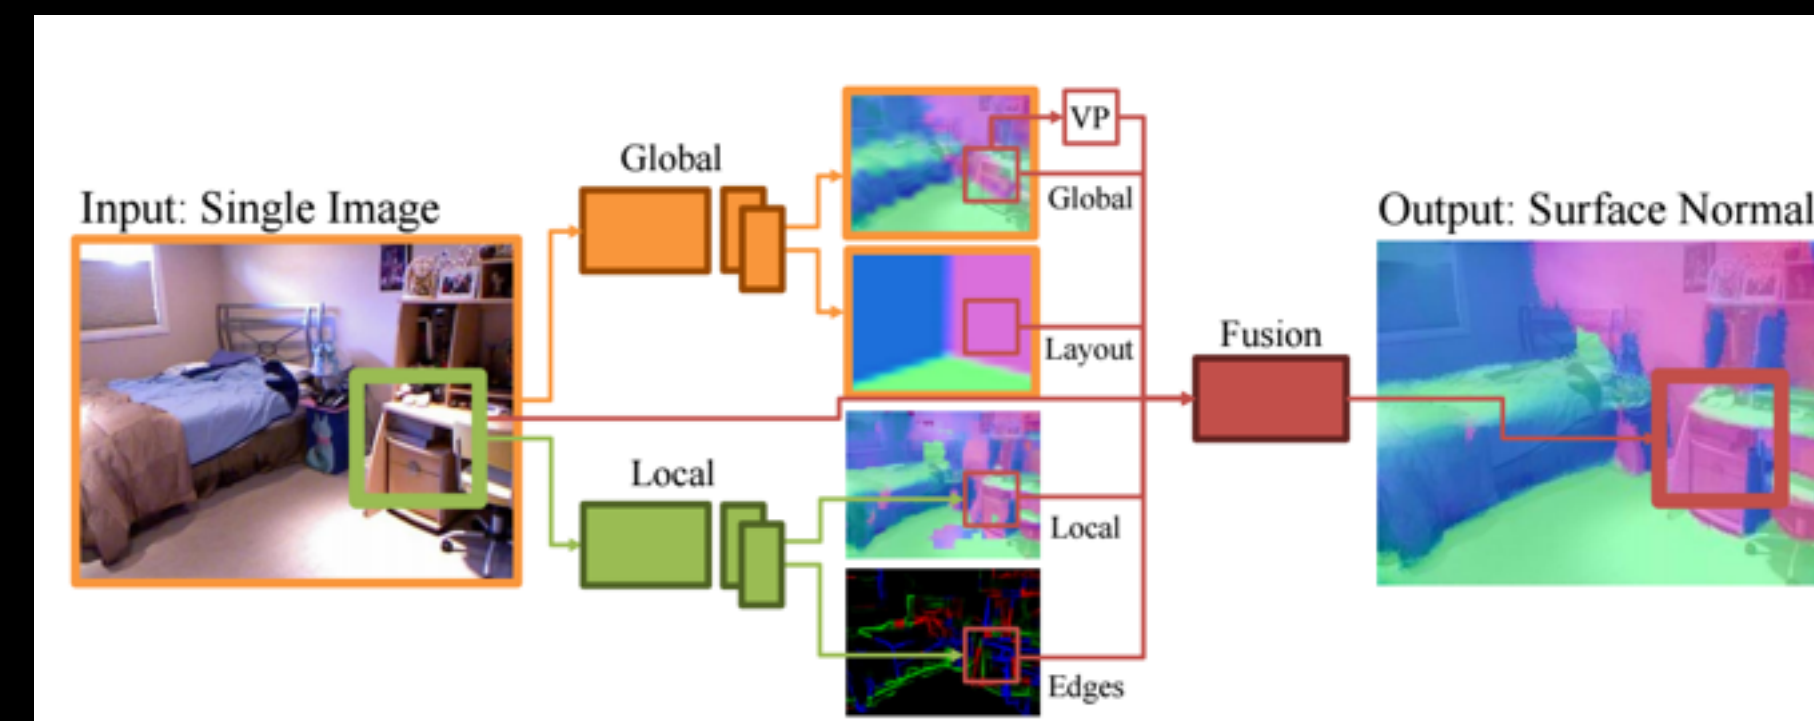 Input: Single Image
Global
VP
Global
Layout
Local
Local
Edges
Fusion
Output: Surface Normal